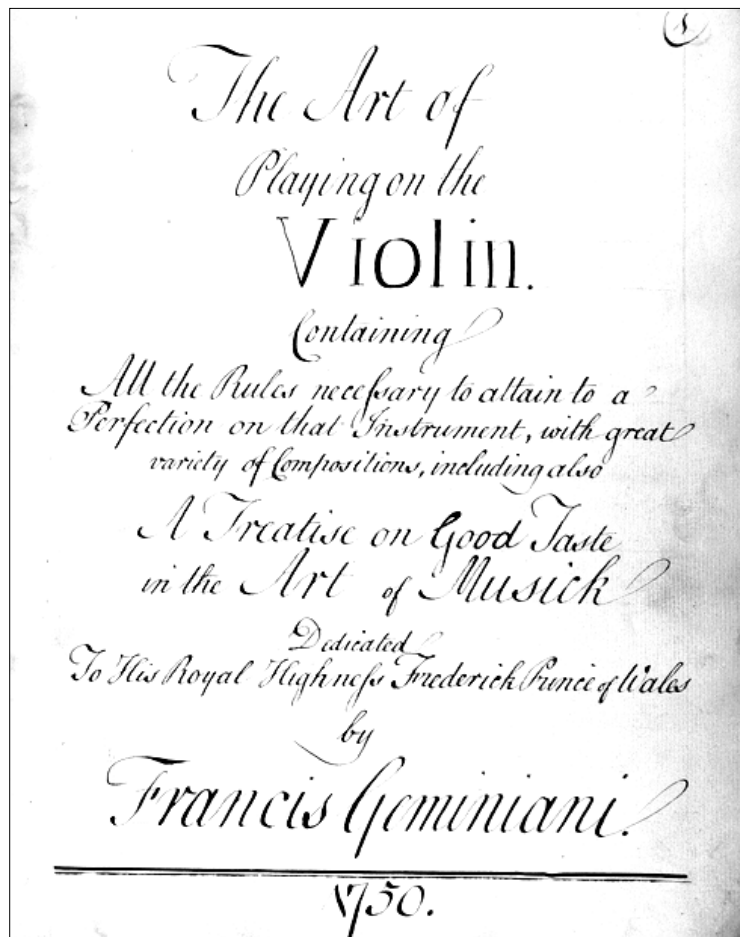 1
The Art of
Playing on the
Violin.
Containing
All the Rules neceſsary to attain to a
Perfection on that Instrument, with great
variety of Compositions, including also
A Treatise on Good Taste
in the Art of Musick
Dedicated
To His Royal Highneſs Frederick Prince of Wales
by
Francis Geminiani.
1750.